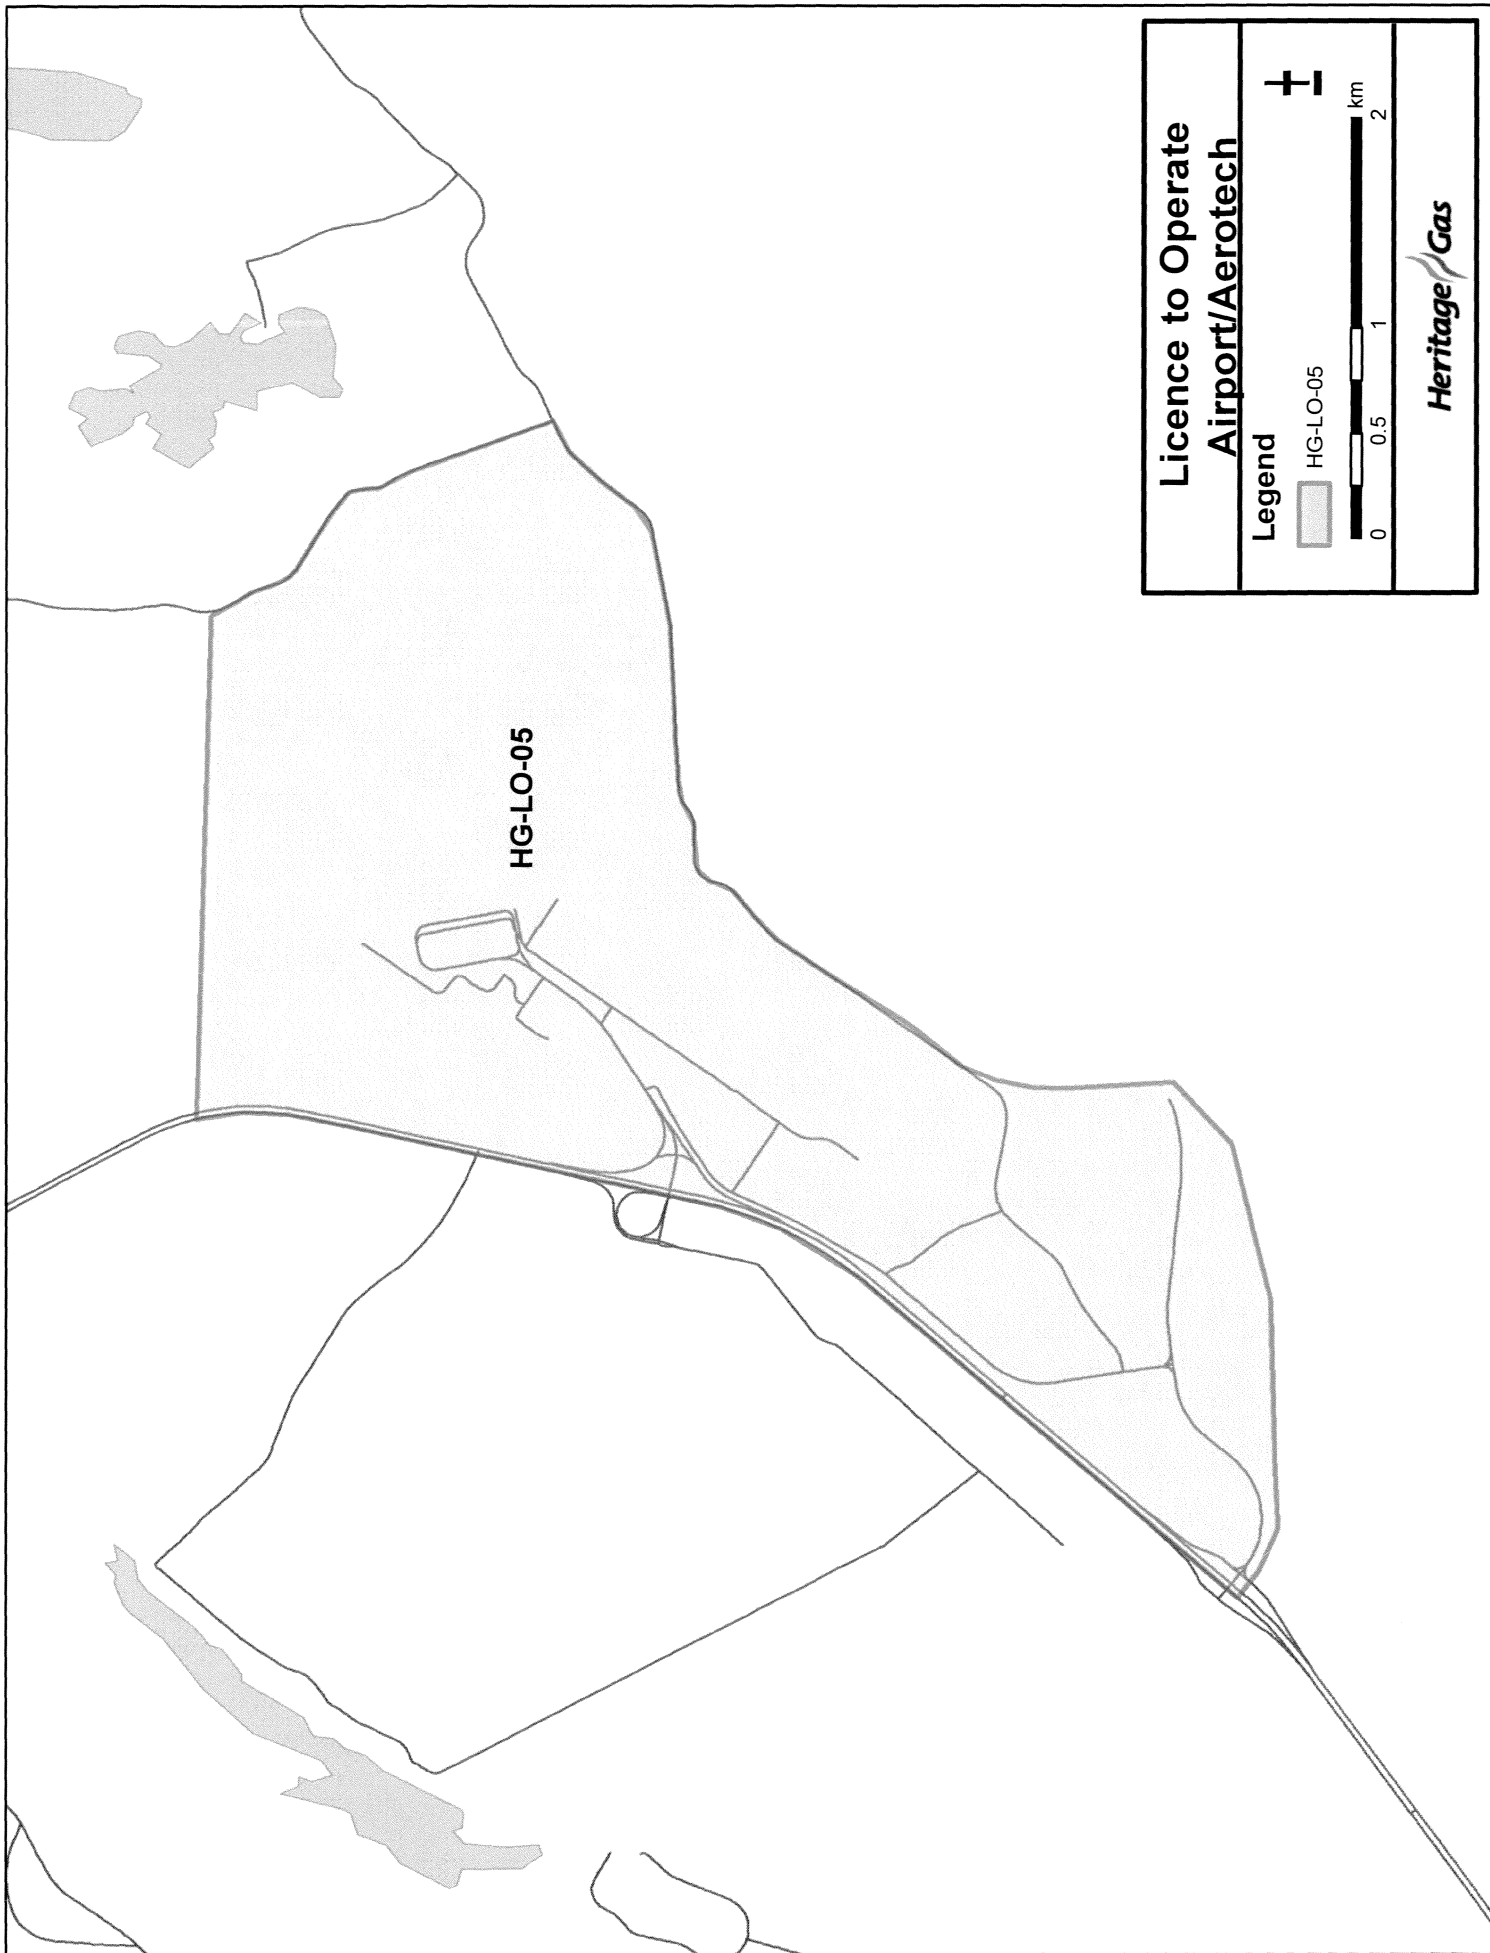 HG-LO-05
Licence to Operate
Airport/Aerotech
Legend
HG-LO-05
0 0.5 1 2
km
Heritage Gas